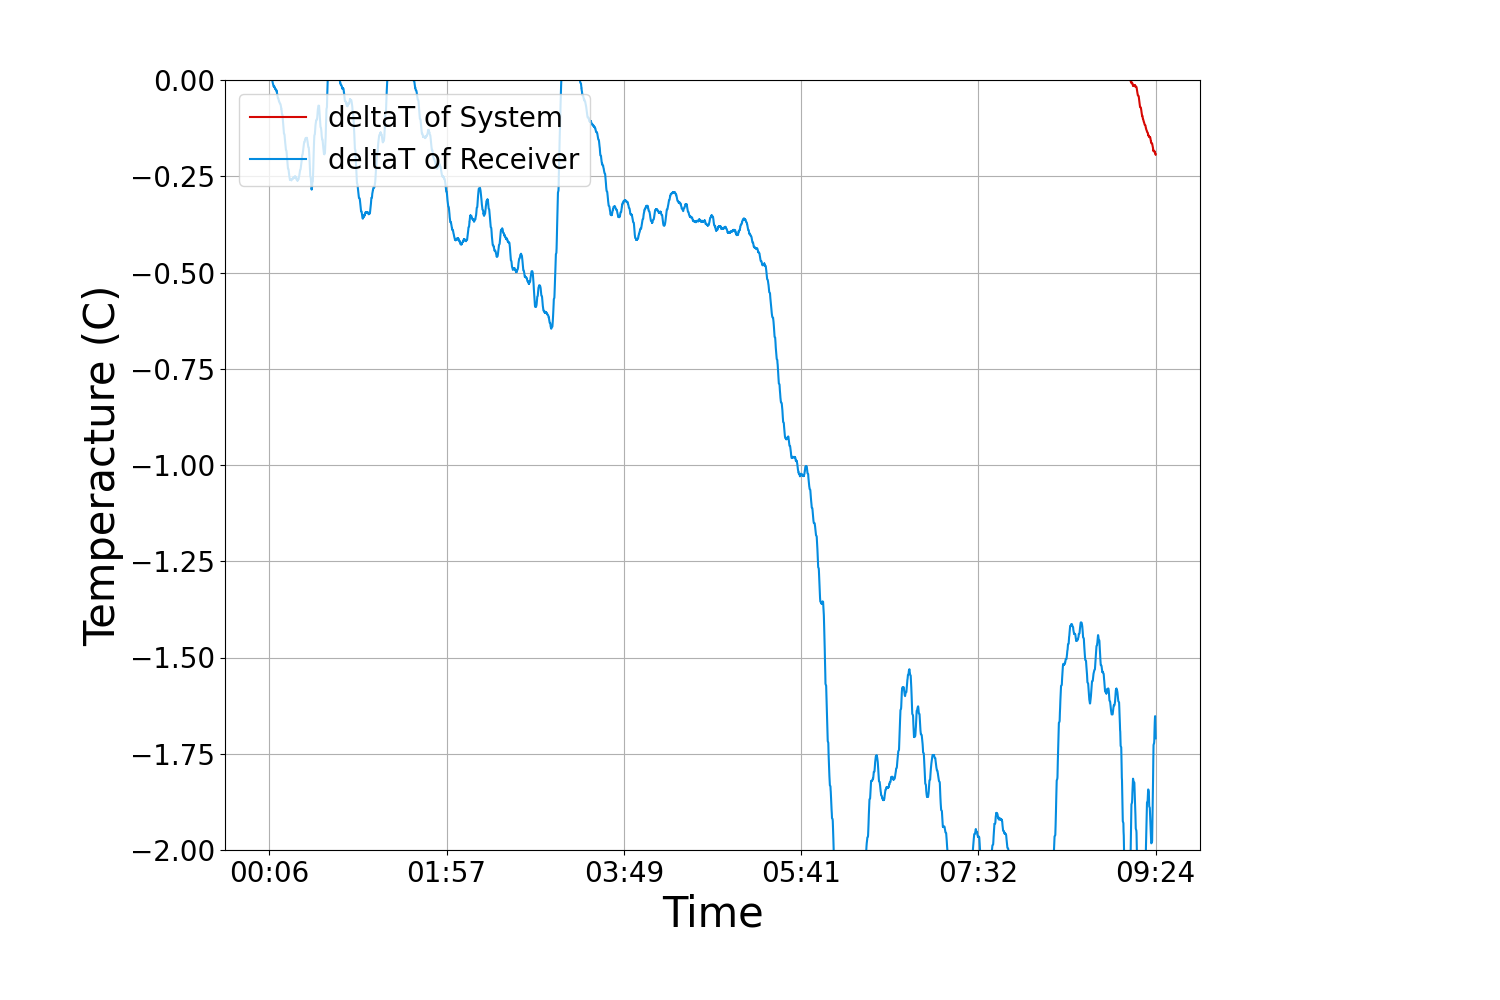 0.00
−0.25
−0.50
−0.75
−1.00
−1.25
−1.50
−1.75
−2.00
Temperacture (C)
deltaT of System
deltaT of Receiver
00:06 01:57 03:49 05:41 07:32 09:24
Time